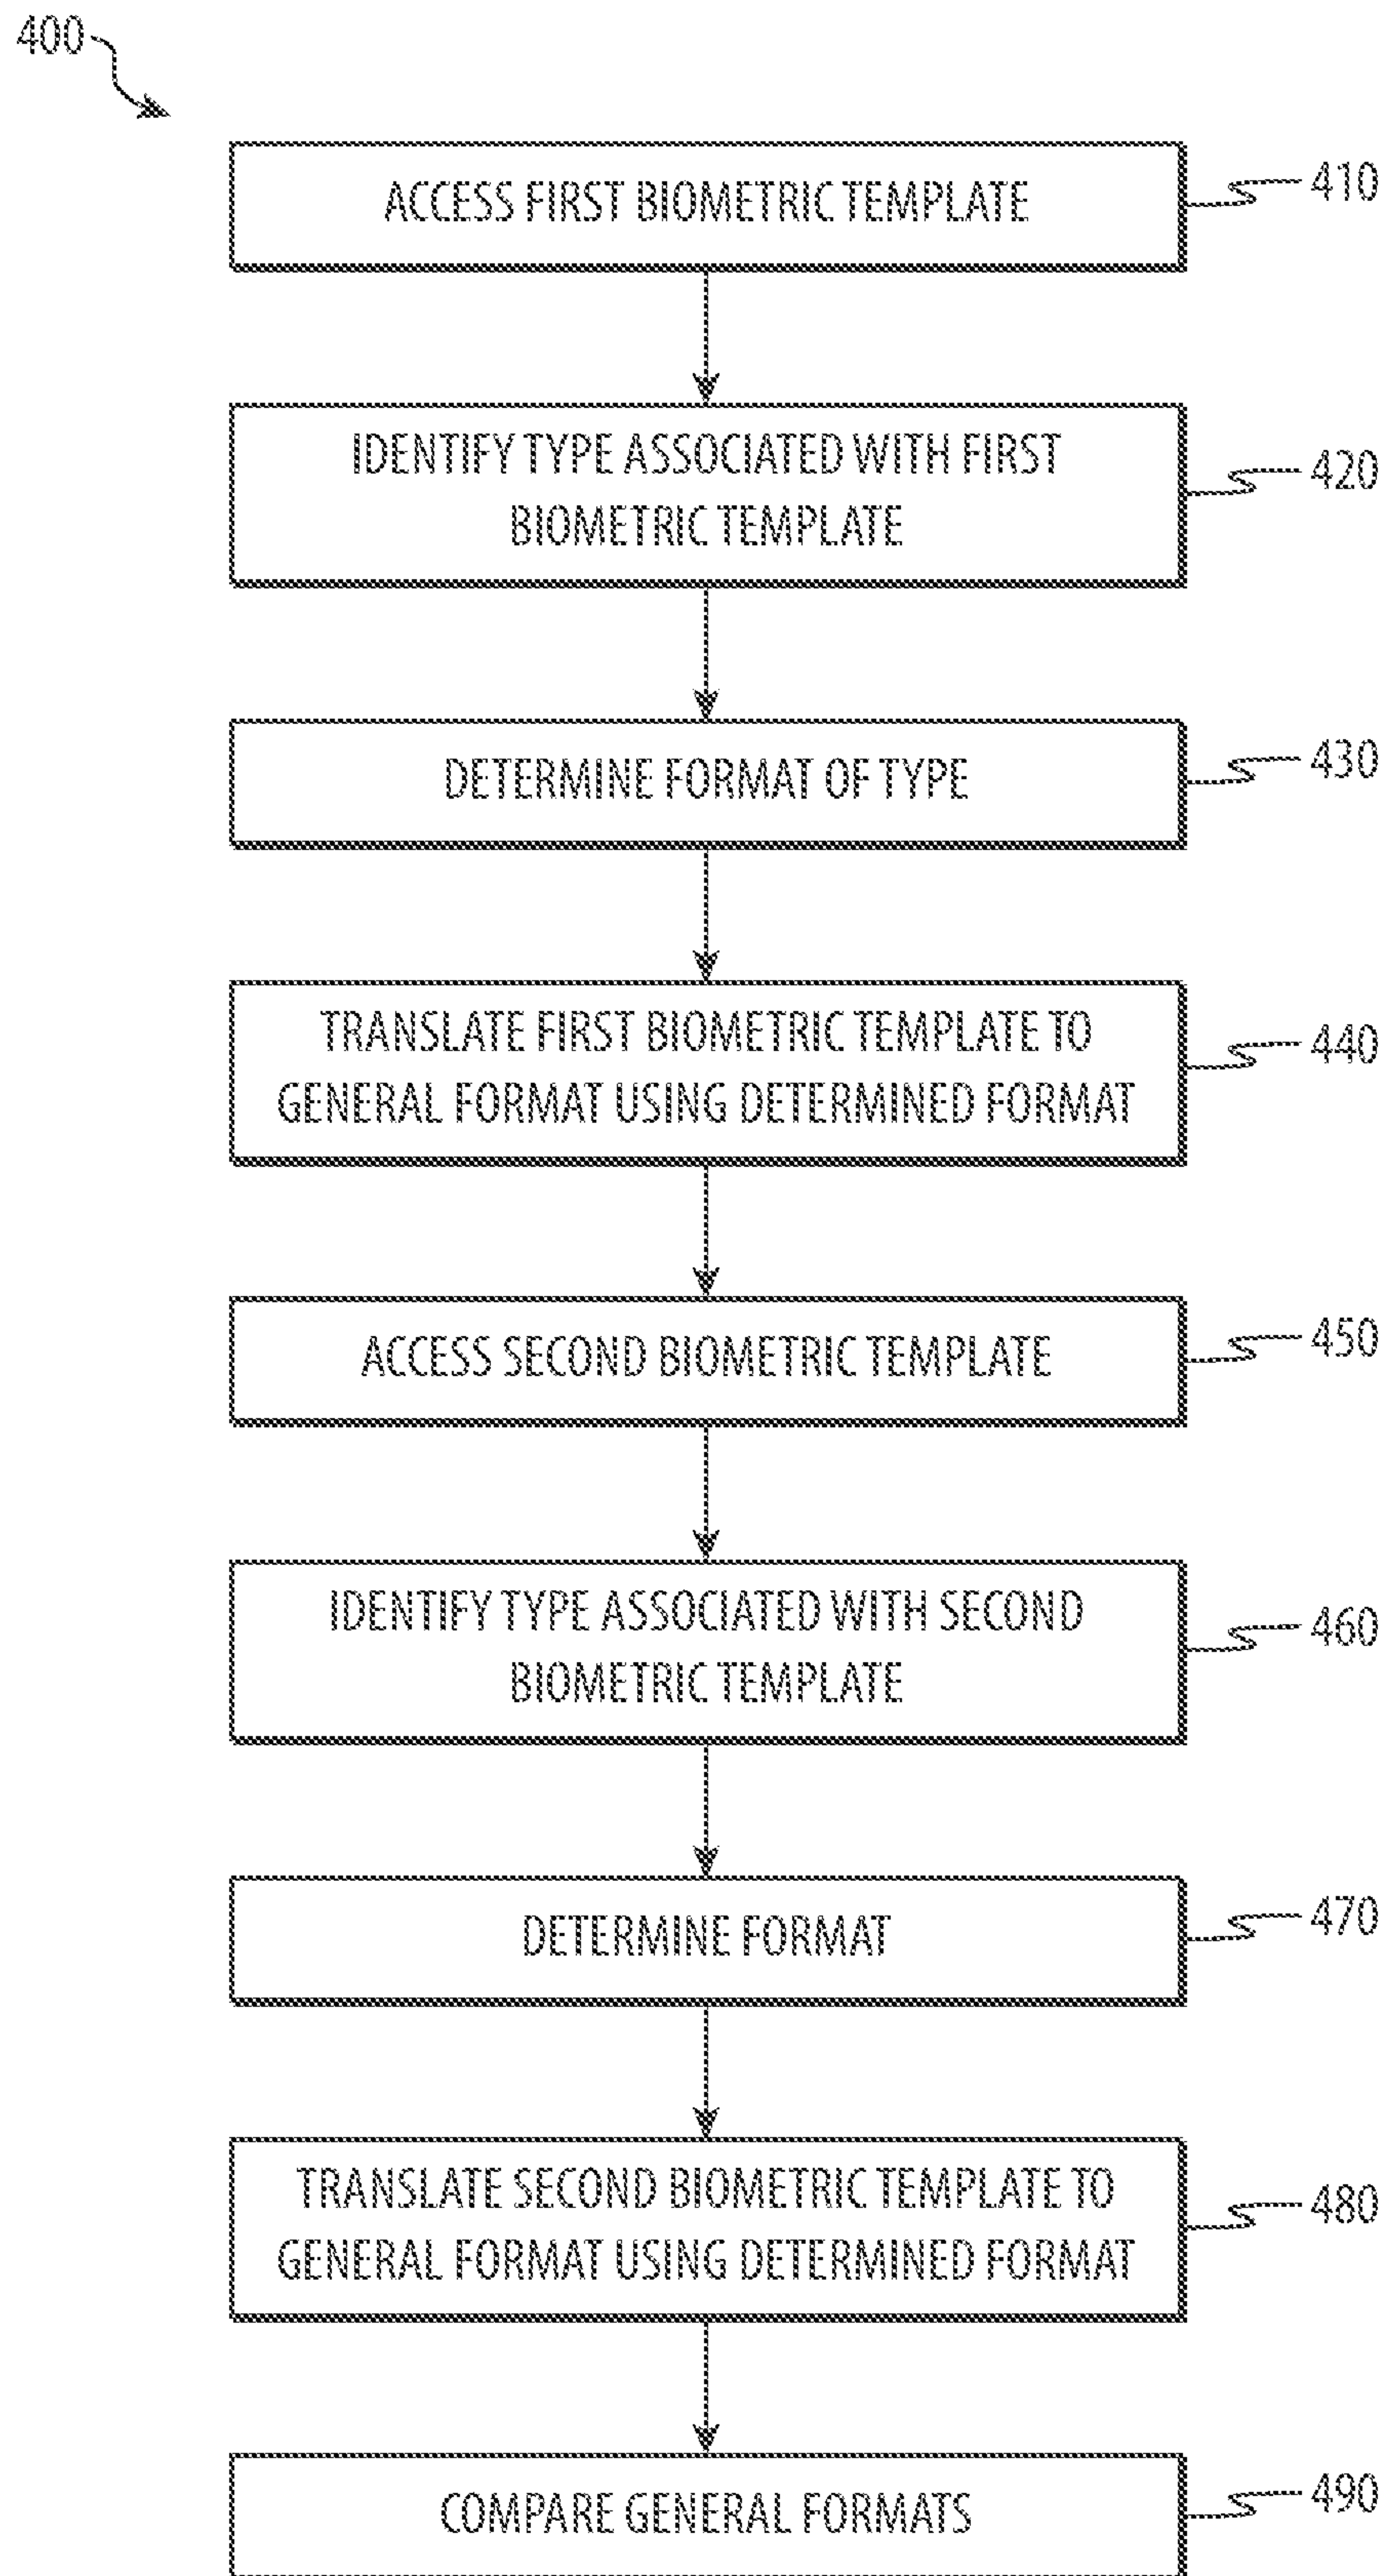 400
ACCESS FIRST BIOMETRIC TEMPLATE
410
IDENTIFY TYPE ASSOCIATED WITH FIRST
BIOMETRIC TEMPLATE
420
DETERMINE FORMAT OF TYPE
430
TRANSLATE FIRST BIOMETRIC TEMPLATE TO
GENERAL FORMAT USING DETERMINED FORMAT
440
ACCESS SECOND BIOMETRIC TEMPLATE
450
IDENTIFY TYPE ASSOCIATED WITH SECOND
BIOMETRIC TEMPLATE
460
DETERMINE FORMAT
470
TRANSLATE SECOND BIOMETRIC TEMPLATE TO
GENERAL FORMAT USING DETERMINED FORMAT
480
COMPARE GENERAL FORMATS
490